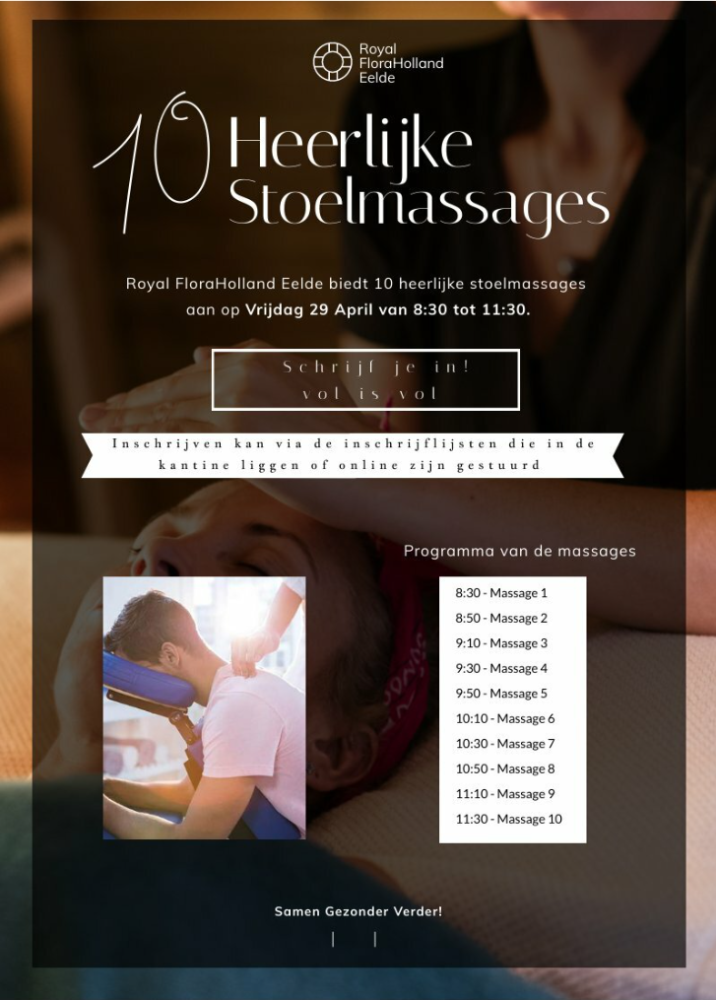 Royal
FloraHolland
Eelde
10 Heerlijke
Stoelmassages
Royal FloraHolland Eelde biedt 10 heerlijke stoelmassages
aan op Vrijdag 29 April van 8:30 tot 11:30.
Schrijf je in!
vol is vol
Inschrijven kan via de inschrijflijsten die in de
kantine liggen of online zijn gestuurd
Programma van de massages
8:30 - Massage 1
8:50 - Massage 2
9:10 - Massage 3
9:30 - Massage 4
9:50 - Massage 5
10:10 - Massage 6
10:30 - Massage 7
10:50 - Massage 8
11:10 - Massage 9
11:30 - Massage 10
Samen Gezonder Verder!
| |